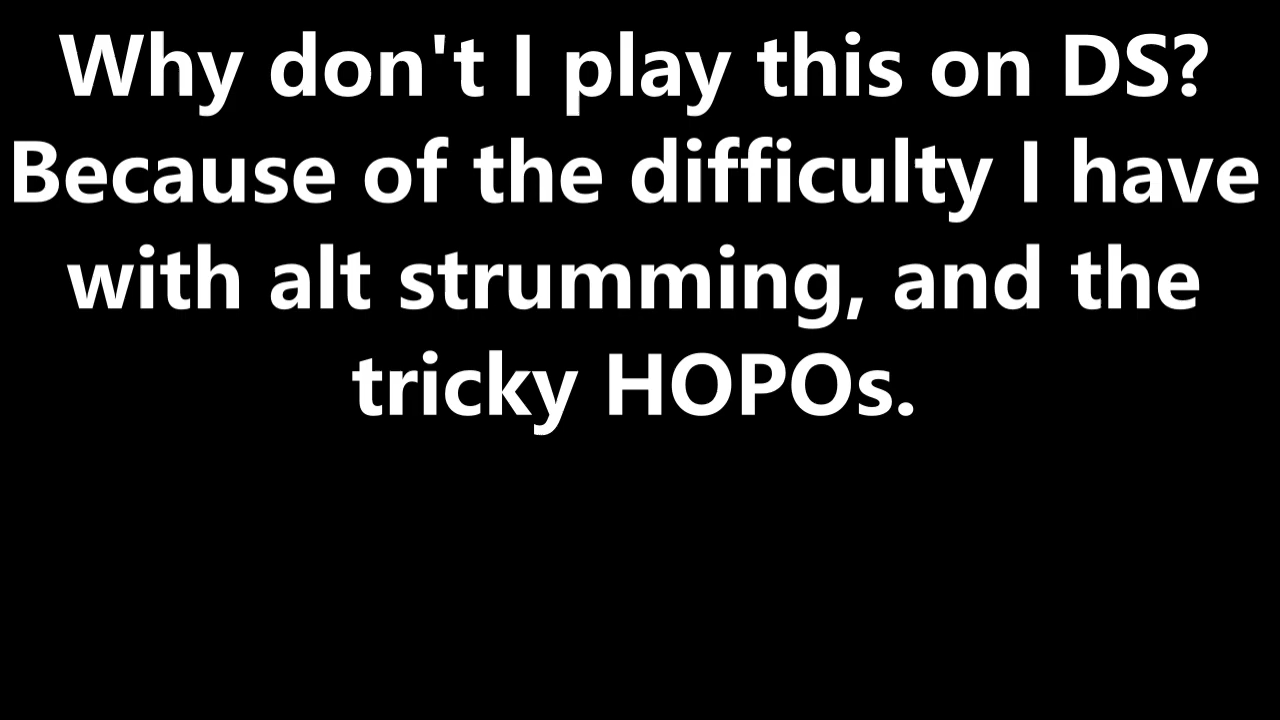 Why don't I play this on DS?
Because of the difficulty I have
with alt strumming, and the
tricky HOPOs.